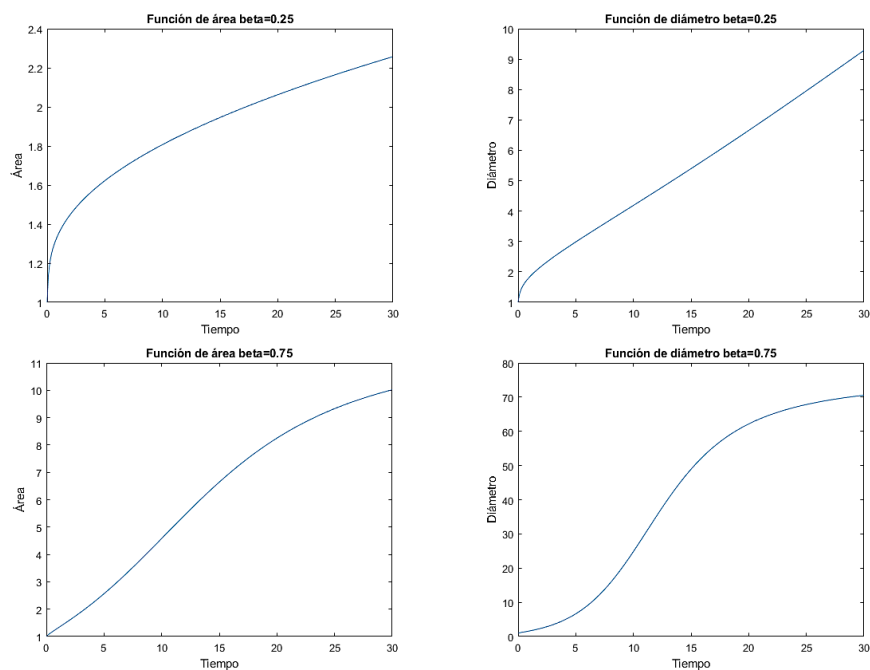 Función de área beta=0.25
2.4
2.2
2
1.8
1.6
1.4
1.2
1
Área
0 5 10 15 20 25 30
Tiempo
Función de diámetro beta=0.25
10
9
8
7
6
5
4
3
2
1
Diámetro
0 5 10 15 20 25 30
Tiempo
Función de área beta=0.75
11
10
9
8
7
6
5
4
3
2
1
Área
0 5 10 15 20 25 30
Tiempo
Función de diámetro beta=0.75
80
70
60
50
40
30
20
10
0
Diámetro
0 5 10 15 20 25 30
Tiempo